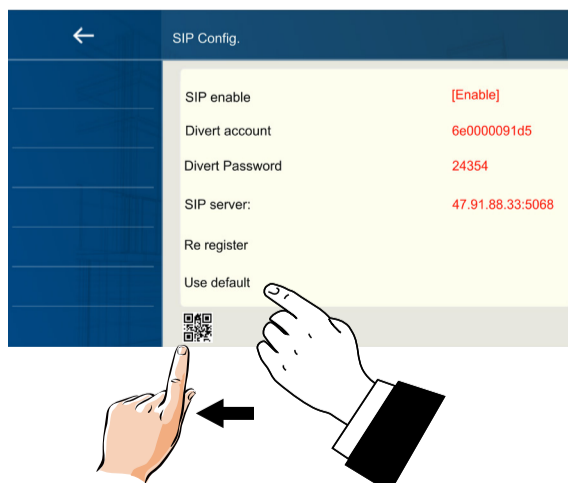 SIP Config.
SIP enable [Enable]
Divert account 6e0000091d5
Divert Password 24354
SIP server: 47.91.88.33:5068
Re register
Use default